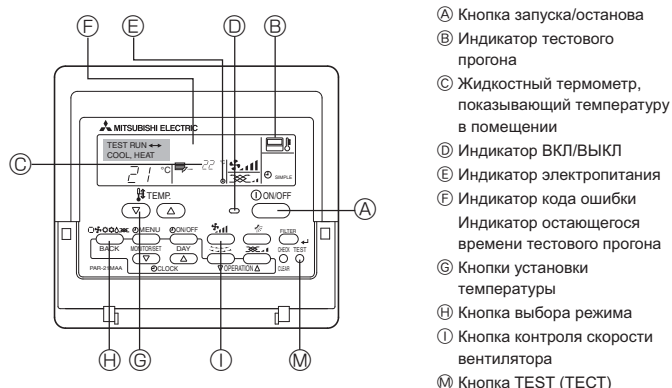 Ⓕ Ⓔ Ⓓ Ⓑ
MITSUBISHI ELECTRIC
TEST RUN
COOL, HEAT
21 °C
22 °C
SIMPLE
Ⓒ
TEMP.
ON/OFF
Ⓐ
MENU
ON/OFF
FILTER
BACK
MONITOR/SET
DAY
CHECK
TEST
PAR-21MAA
CLOCK
OPERATION
CLEAR
Ⓗ Ⓖ Ⓘ Ⓜ
Ⓐ Кнопка запуска/останова
Ⓑ Индикатор тестового
прогона
Ⓒ Жидкостный термометр,
показывающий температуру
в помещении
Ⓓ Индикатор ВКЛ/ВЫКЛ
Ⓔ Индикатор электропитания
Ⓕ Индикатор кода ошибки
Индикатор остающегося
времени тестового прогона
Ⓖ Кнопки установки
температуры
Ⓗ Кнопка выбора режима
Ⓘ Кнопка контроля скорости
вентилятора
Ⓜ Кнопка TEST (ТЕСТ)